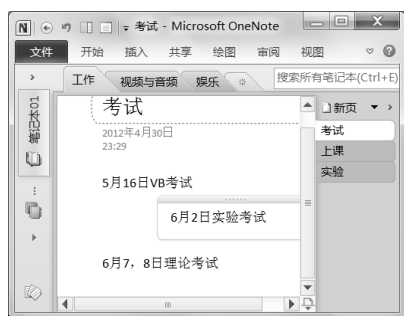 考试 - Microsoft OneNote
文件 开始 插入 共享 绘图 审阅 视图
工作 视频与音频 娱乐 搜索所有笔记本(Ctrl+E)
笔记本01
新页
考试
上课
实验
考试
2012年4月30日
23:29
5月16日VB考试
6月2日实验考试
6月7，8日理论考试